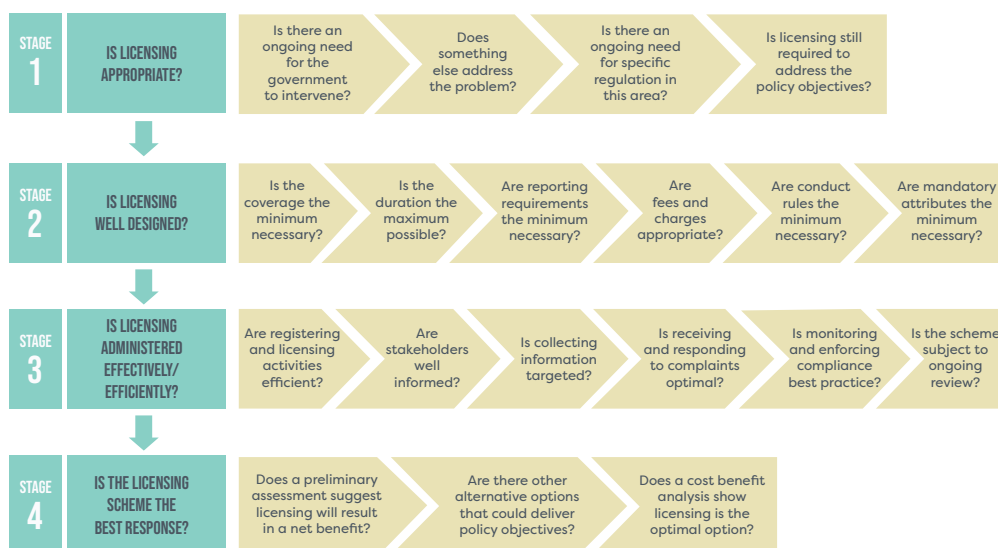 STAGE
1
IS LICENSING
APPROPRIATE?
Is there an
ongoing need
for the
government
to intervene?
Does
something
else address
the problem?
Is there an
ongoing need
for specific
regulation in
this area?
Is licensing still
required to
address the
policy objectives?
STAGE
2
IS LICENSING
WELL DESIGNED?
Is the
coverage the
minimum
necessary?
Is the
duration the
maximum
possible?
Are reporting
requirements
the minimum
necessary?
Are
fees and
charges
appropriate?
Are conduct
rules the
minimum
necessary?
Are mandatory
attributes the
minimum
necessary?
STAGE
3
IS LICENSING
ADMINISTERED
EFFECTIVELY/
EFFICIENTLY?
Are registering
and licensing
activities
efficient?
Are
stakeholders
well
informed?
Is collecting
information
targeted?
Is receiving
and responding
to complaints
optimal?
Is monitoring
and enforcing
compliance
best practice?
Is the scheme
subject to
ongoing
review?
STAGE
4
IS THE LICENSING
SCHEME THE
BEST RESPONSE?
Does a preliminary
assessment suggest
licensing will result
in a net benefit?
Are there other
alternative options
that could deliver
policy objectives?
Does a cost benefit
analysis show
licensing is the
optimal option?